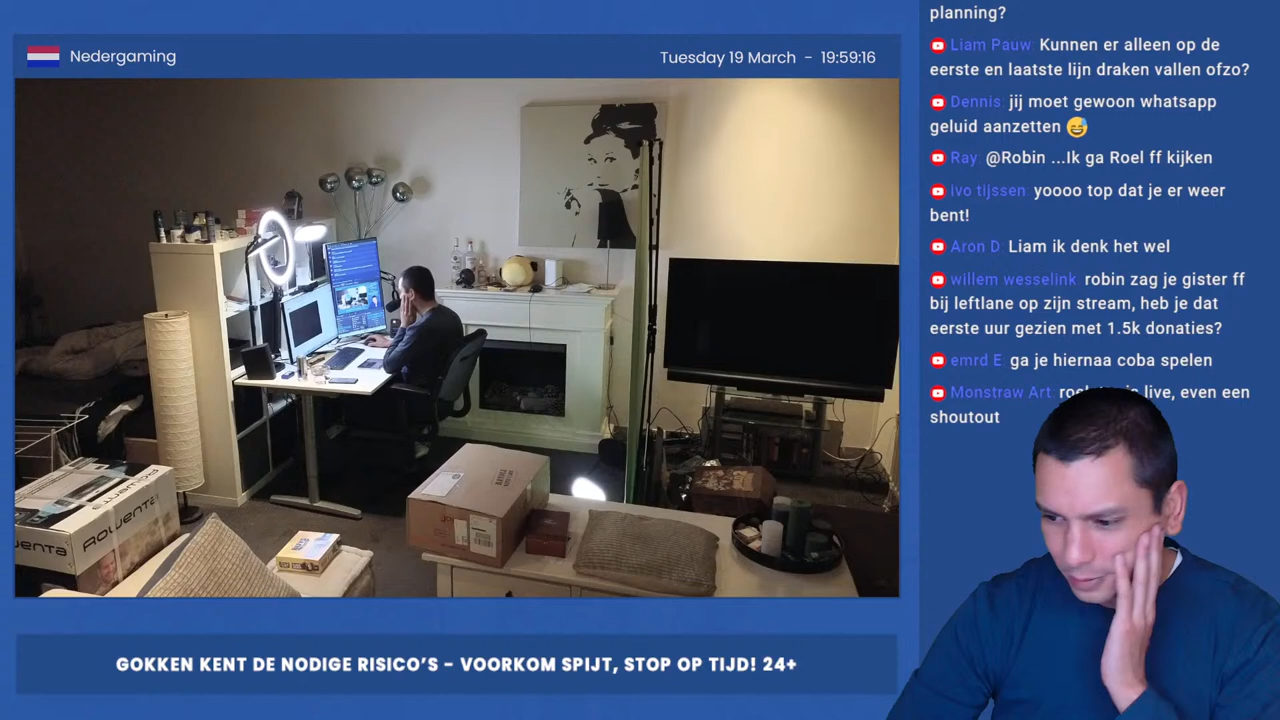 Nedergaming
Tuesday 19 March - 19:59:16
planning?
Liam Pauw: Kunnen er alleen op de
eerste en laatste lijn draken vallen ofzo?
Dennis: jij moet gewoon whatsapp
geluid aanzetten 😅
Ray: @Robin ...Ik ga Roel ff kijken
ivo tijssen: yoooo top dat je er weer
bent!
Aron D: Liam ik denk het wel
willem wesselink: robin zag je gister ff
bij leftlane op zijn stream, heb je dat
eerste uur gezien met 1.5k donaties?
emrd E: ga je hiernaa coba spelen
Monstraw Art: live, even een
shoutout
ROWENTA
GOKKEN KENT DE NODIGE RISICO'S - VOORKOM SPIJT, STOP OP TIJD! 24+